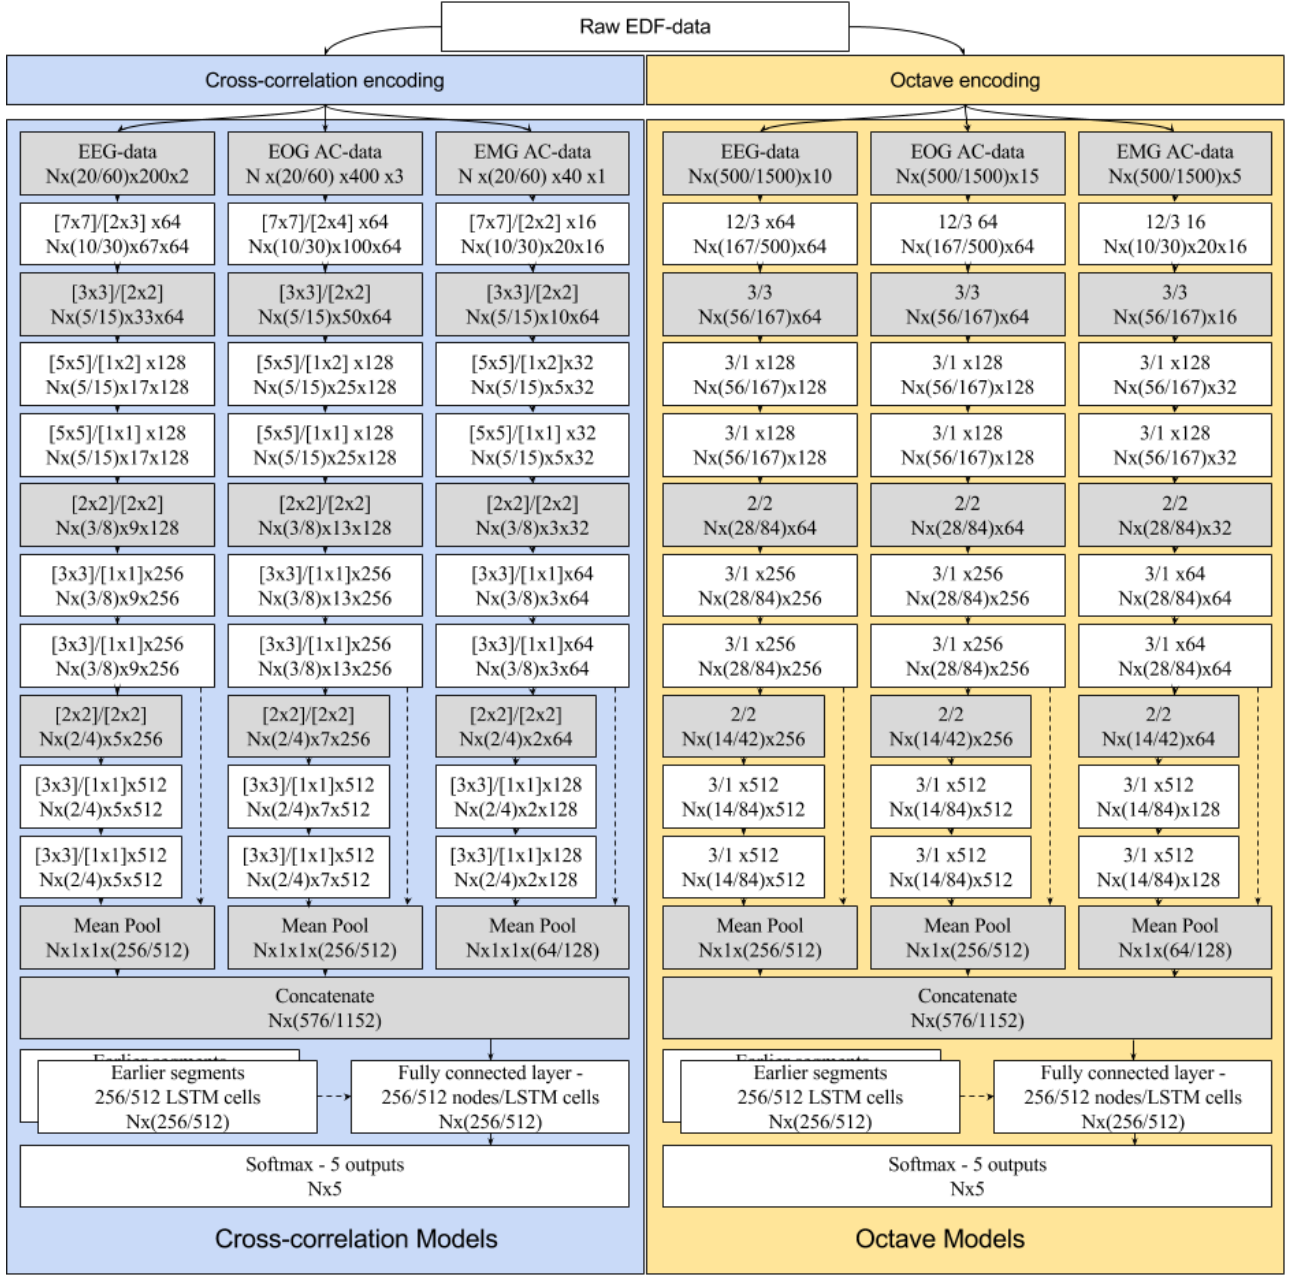 Raw EDF-data
Cross-correlation encoding
Octave encoding
EEG-data
Nx(20/60)x200x2
EOG AC-data
N x(20/60) x400 x3
EMG AC-data
N x(20/60) x40 x1
EEG-data
Nx(500/1500)x10
EOG AC-data
Nx(500/1500)x15
EMG AC-data
Nx(500/1500)x5
[7x7]/[2x3] x64
Nx(10/30)x67x64
[7x7]/[2x4] x64
Nx(10/30)x100x64
[7x7]/[2x2] x16
Nx(10/30)x20x16
12/3 x64
Nx(167/500)x64
12/3 64
Nx(167/500)x64
12/3 16
Nx(10/30)x20x16
[3x3]/[2x2]
Nx(5/15)x33x64
[3x3]/[2x2]
Nx(5/15)x50x64
[3x3]/[2x2]
Nx(5/15)x10x64
3/3
Nx(56/167)x64
3/3
Nx(56/167)x64
3/3
Nx(56/167)x16
[5x5]/[1x2] x128
Nx(5/15)x17x128
[5x5]/[1x2] x128
Nx(5/15)x25x128
[5x5]/[1x2]x32
Nx(5/15)x5x32
3/1 x128
Nx(56/167)x128
3/1 x128
Nx(56/167)x128
3/1 x128
Nx(56/167)x32
[5x5]/[1x1] x128
Nx(5/15)x17x128
[5x5]/[1x1] x128
Nx(5/15)x25x128
[5x5]/[1x1] x32
Nx(5/15)x5x32
3/1 x128
Nx(56/167)x128
3/1 x128
Nx(56/167)x128
3/1 x128
Nx(56/167)x32
[2x2]/[2x2]
Nx(3/8)x9x128
[2x2]/[2x2]
Nx(3/8)x13x128
[2x2]/[2x2]
Nx(3/8)x3x32
2/2
Nx(28/84)x64
2/2
Nx(28/84)x64
2/2
Nx(28/84)x32
[3x3]/[1x1]x256
Nx(3/8)x9x256
[3x3]/[1x1]x256
Nx(3/8)x13x256
[3x3]/[1x1]x64
Nx(3/8)x3x64
3/1 x256
Nx(28/84)x256
3/1 x256
Nx(28/84)x256
3/1 x64
Nx(28/84)x64
[3x3]/[1x1]x256
Nx(3/8)x9x256
[3x3]/[1x1]x256
Nx(3/8)x13x256
[3x3]/[1x1]x64
Nx(3/8)x3x64
3/1 x256
Nx(28/84)x256
3/1 x256
Nx(28/84)x256
3/1 x64
Nx(28/84)x64
[2x2]/[2x2]
Nx(2/4)x5x256
[2x2]/[2x2]
Nx(2/4)x7x256
[2x2]/[2x2]
Nx(2/4)x2x64
2/2
Nx(14/42)x256
2/2
Nx(14/42)x256
2/2
Nx(14/42)x64
[3x3]/[1x1]x512
Nx(2/4)x5x512
[3x3]/[1x1]x512
Nx(2/4)x7x512
[3x3]/[1x1]x128
Nx(2/4)x2x128
3/1 x512
Nx(14/84)x512
3/1 x512
Nx(14/84)x512
3/1 x512
Nx(14/84)x128
[3x3]/[1x1]x512
Nx(2/4)x5x512
[3x3]/[1x1]x512
Nx(2/4)x7x512
[3x3]/[1x1]x128
Nx(2/4)x2x128
3/1 x512
Nx(14/84)x512
3/1 x512
Nx(14/84)x512
3/1 x512
Nx(14/84)x128
Mean Pool
Nx1x1x(256/512)
Mean Pool
Nx1x1x(256/512)
Mean Pool
Nx1x1x(64/128)
Mean Pool
Nx1x(256/512)
Mean Pool
Nx1x(256/512)
Mean Pool
Nx1x(64/128)
Concatenate
Nx(576/1152)
Concatenate
Nx(576/1152)
Earlier segments
Earlier segments
256/512 LSTM cells
Nx(256/512)
Fully connected layer -
256/512 nodes/LSTM cells
Nx(256/512)
Earlier segments
Earlier segments
256/512 LSTM cells
Nx(256/512)
Fully connected layer -
256/512 nodes/LSTM cells
Nx(256/512)
Softmax - 5 outputs
Nx5
Softmax - 5 outputs
Nx5
Cross-correlation Models
Octave Models